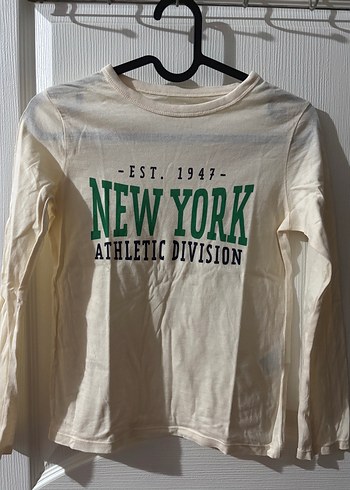 -EST. 1947-
NEW YORK
ATHLETIC DIVISION